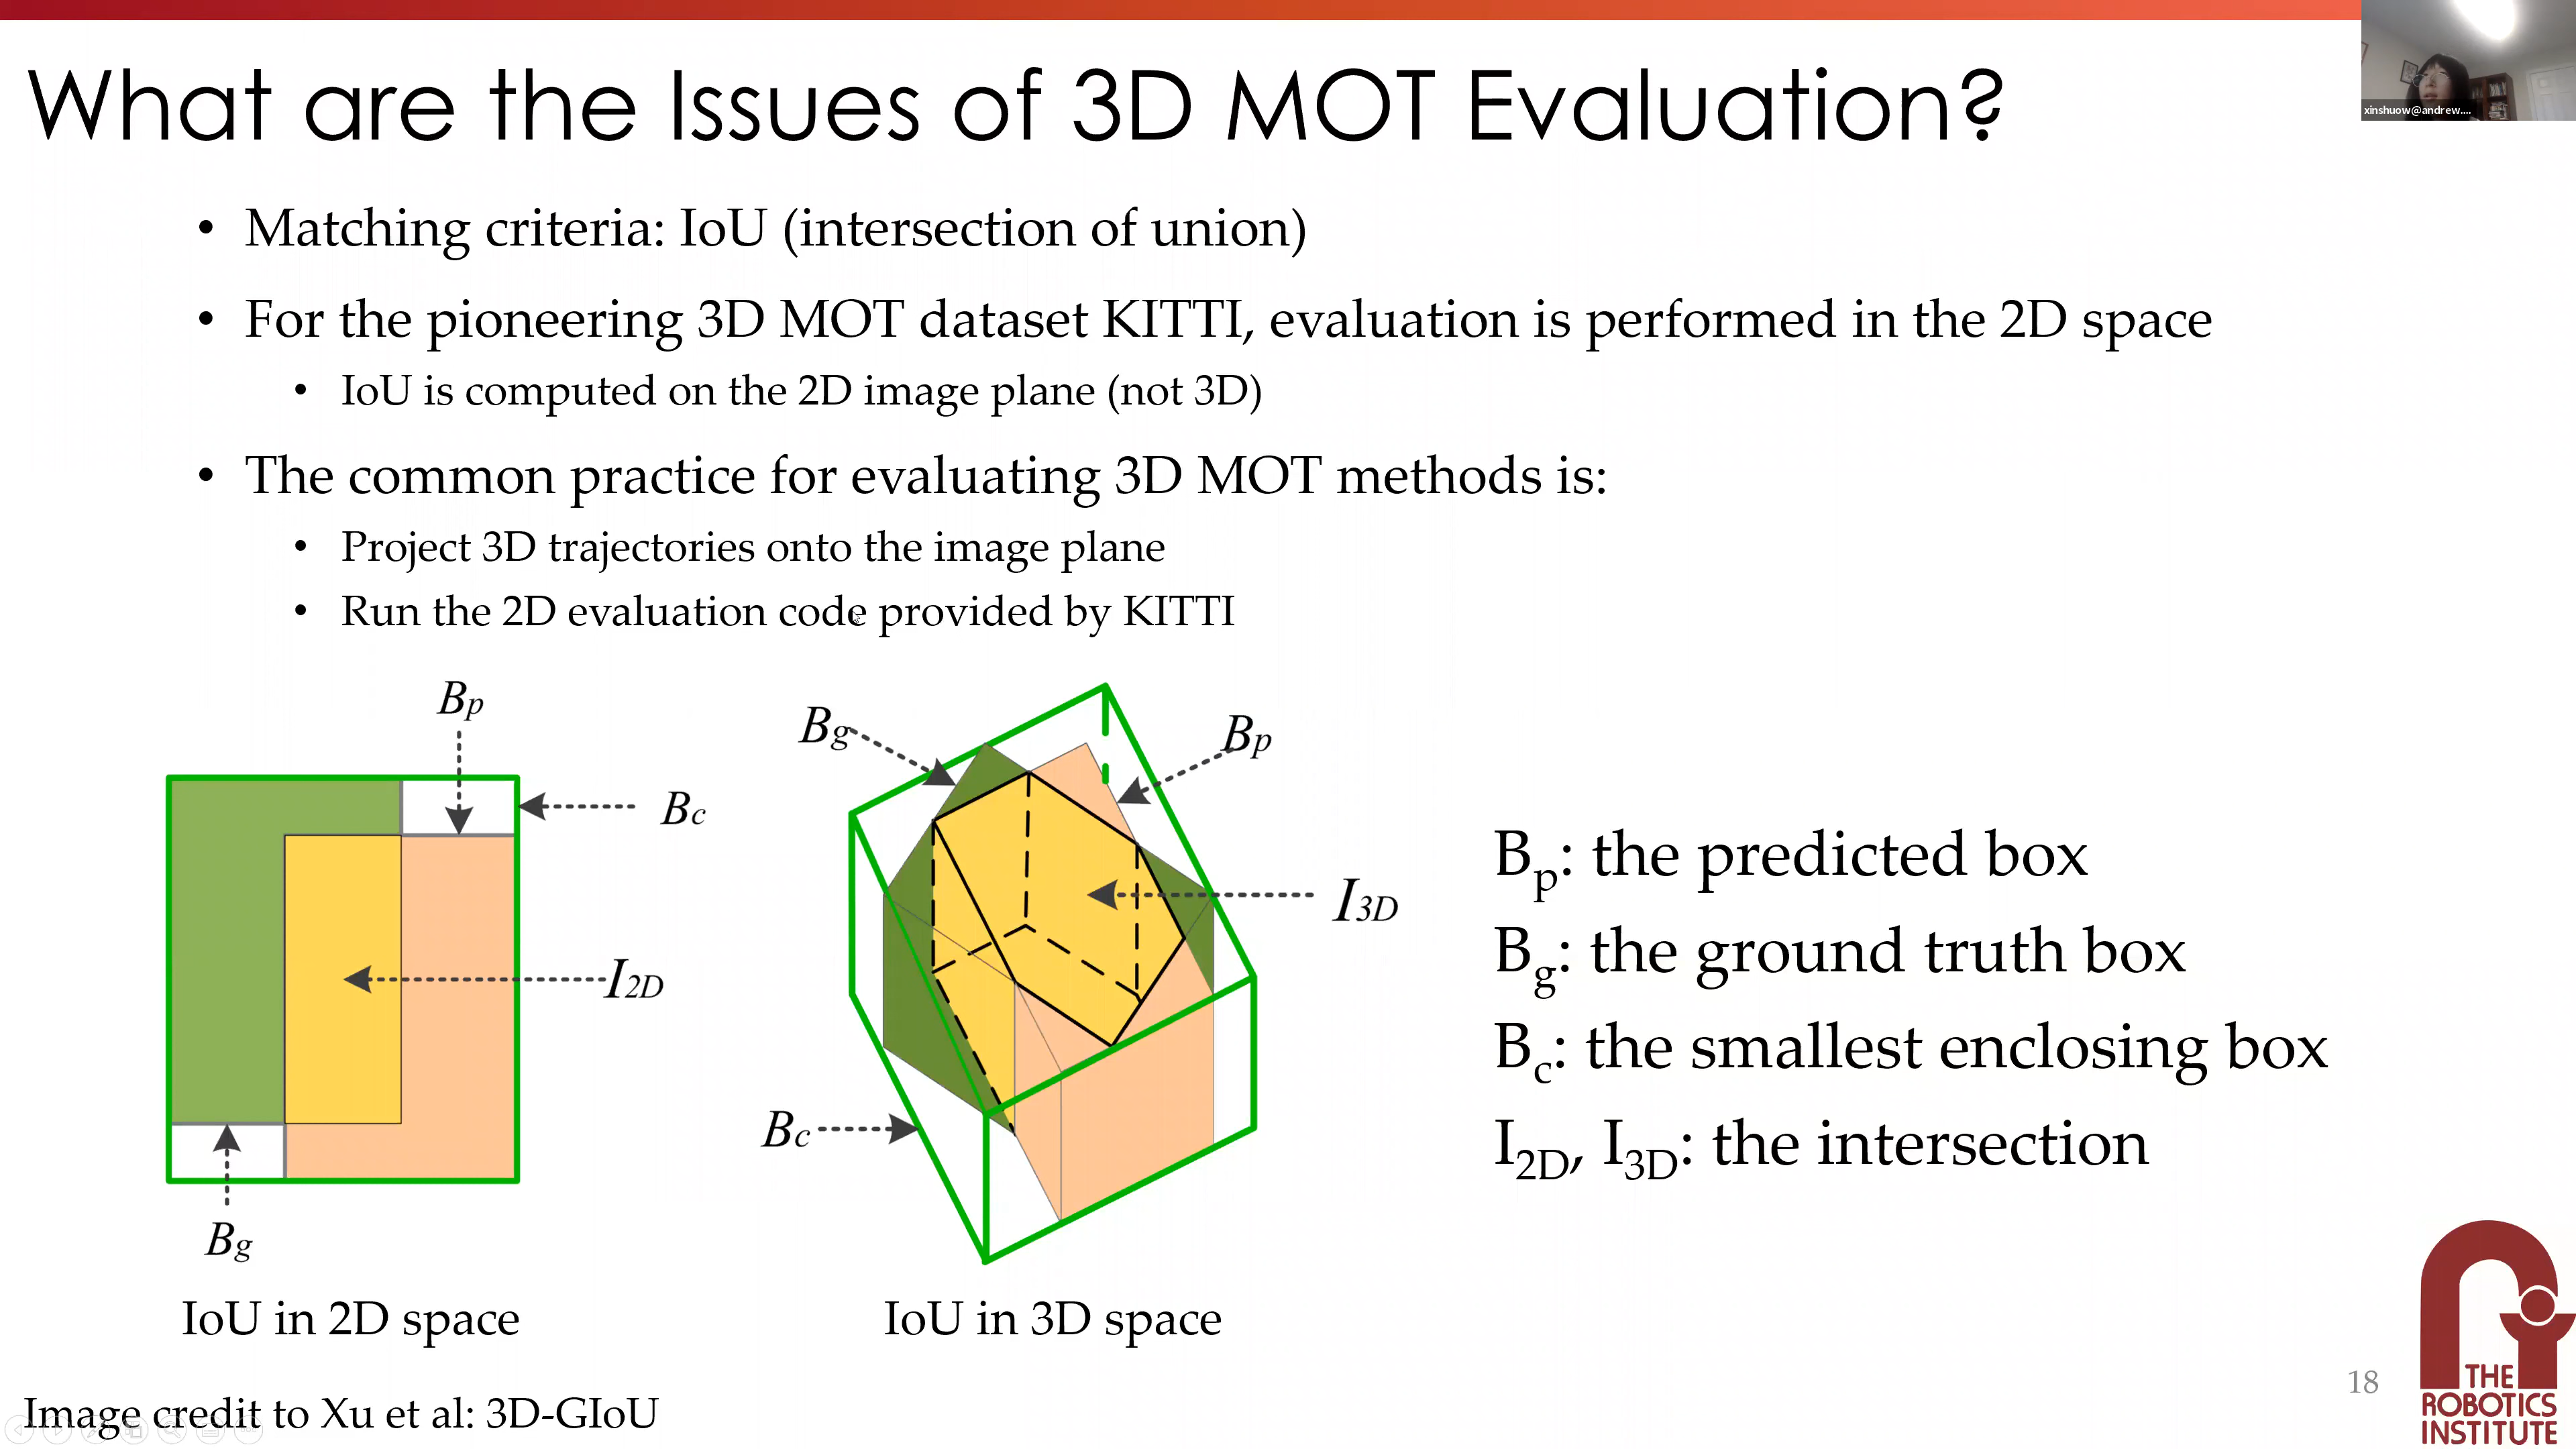 What are the Issues of 3D MOT Evaluation?
xinshuow@andrew....
• Matching criteria: IoU (intersection of union)
• For the pioneering 3D MOT dataset KITTI, evaluation is performed in the 2D space
• IoU is computed on the 2D image plane (not 3D)
• The common practice for evaluating 3D MOT methods is:
• Project 3D trajectories onto the image plane
• Run the 2D evaluation code provided by KITTI
Bp
Bc
I2D
Bg
IoU in 2D space
Bg
Bp
I3D
Bc
IoU in 3D space
Bp: the predicted box
Bg: the ground truth box
Bc: the smallest enclosing box
I2D, I3D: the intersection
Image credit to Xu et al: 3D-GIoU
18
THE
ROBOTICS
INSTITUTE